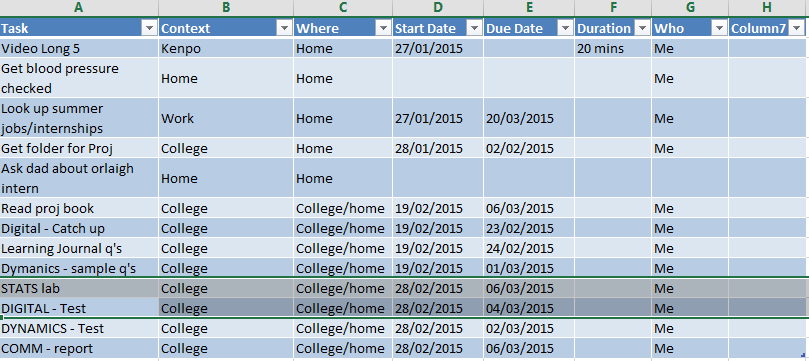 A B C D E F G H
Task Context Where Start Date Due Date Duration Who Column7
Video Long 5 Kenpo Home 27/01/2015 20 mins Me
Get blood pressure
checked Home Home Me
Look up summer
jobs/internships Work Home 27/01/2015 20/03/2015 Me
Get folder for Proj College Home 28/01/2015 02/02/2015 Me
Ask dad about orlaigh
intern Home Home
Read proj book College College/home 19/02/2015 06/03/2015 Me
Digital - Catch up College College/home 19/02/2015 23/02/2015 Me
Learning Journal q's College College/home 19/02/2015 24/02/2015 Me
Dymanics - sample q's College College/home 19/02/2015 01/03/2015 Me
STATS lab College College/home 28/02/2015 06/03/2015 Me
DIGITAL - Test College College/home 28/02/2015 04/03/2015 Me
DYNAMICS - Test College College/home 28/02/2015 02/03/2015 Me
COMM - report College College/home 28/02/2015 06/03/2015 Me